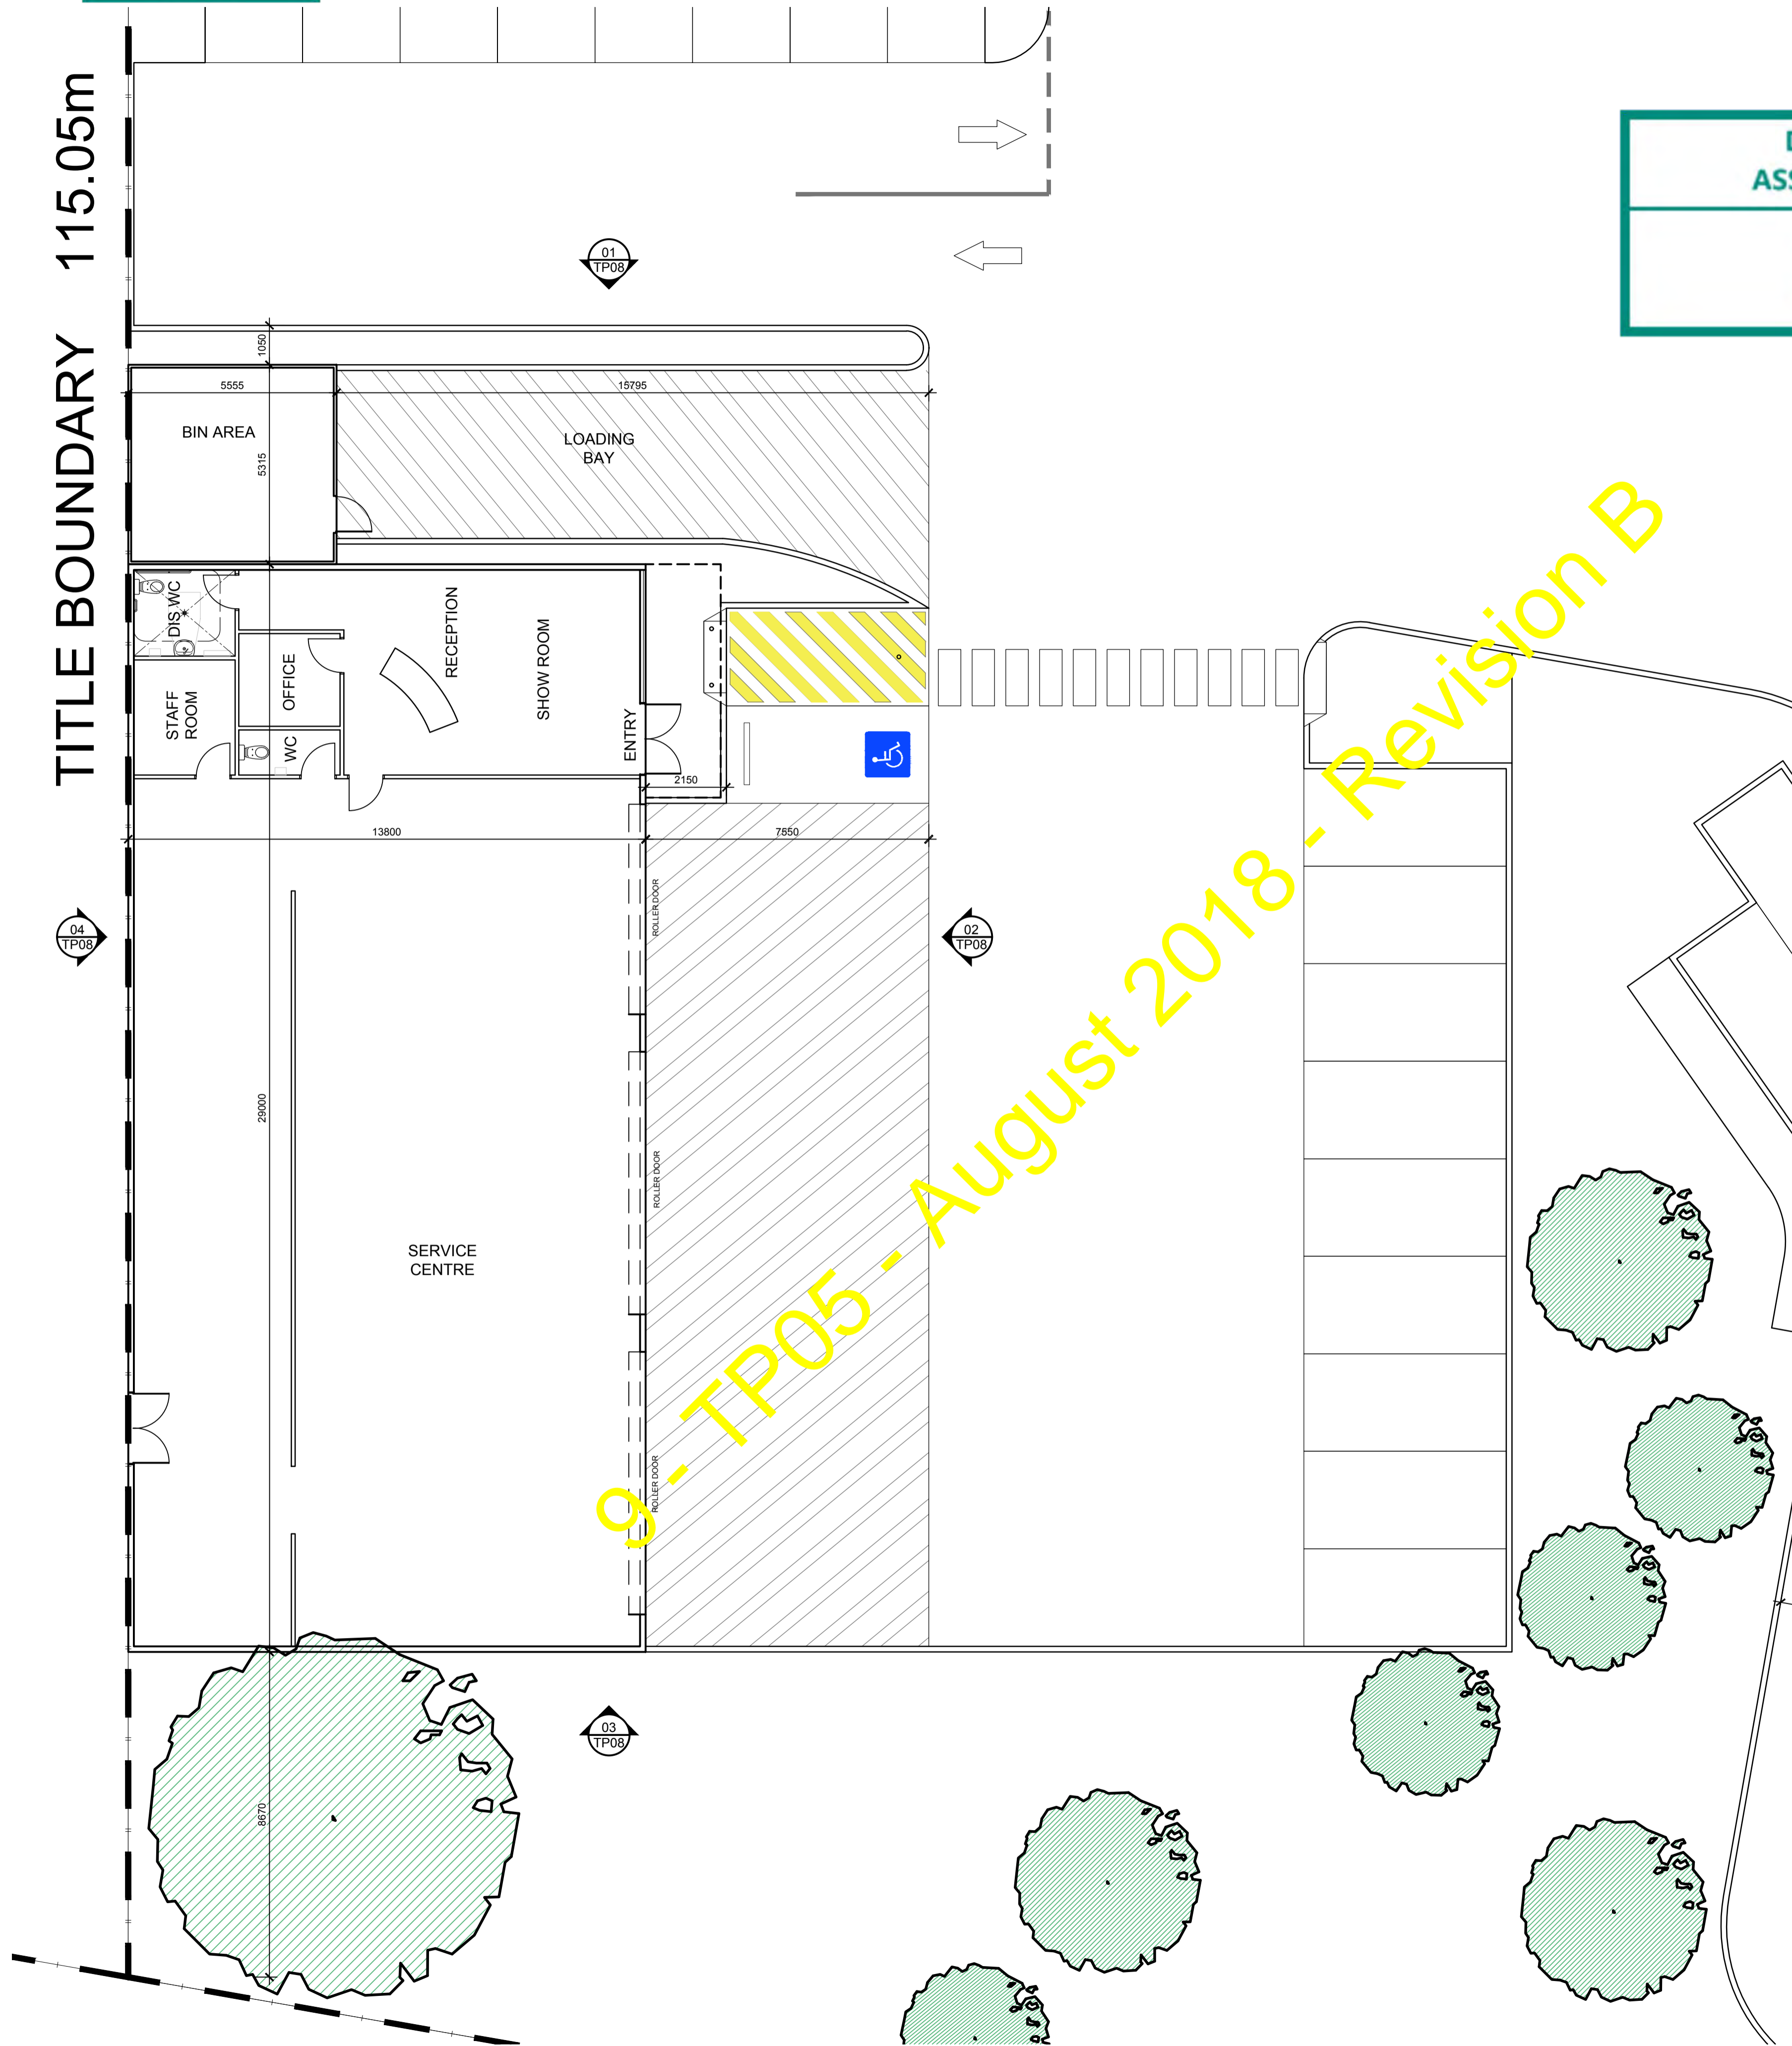 TITLE BOUNDARY 115.05m
D
ASS
01
TP08
1050
5555
15795
BIN AREA
LOADING
BAY
5315
DIS WC
RECEPTION
SHOW ROOM
OFFICE
STAFF
ROOM
WC
ENTRY
2150
13800
7550
ROLLER DOOR
04
TP08
02
TP08
29000
ROLLER DOOR
SERVICE
CENTRE
ROLLER DOOR
9 - TP05 - August 2018 - Revision B
03
TP08
8670